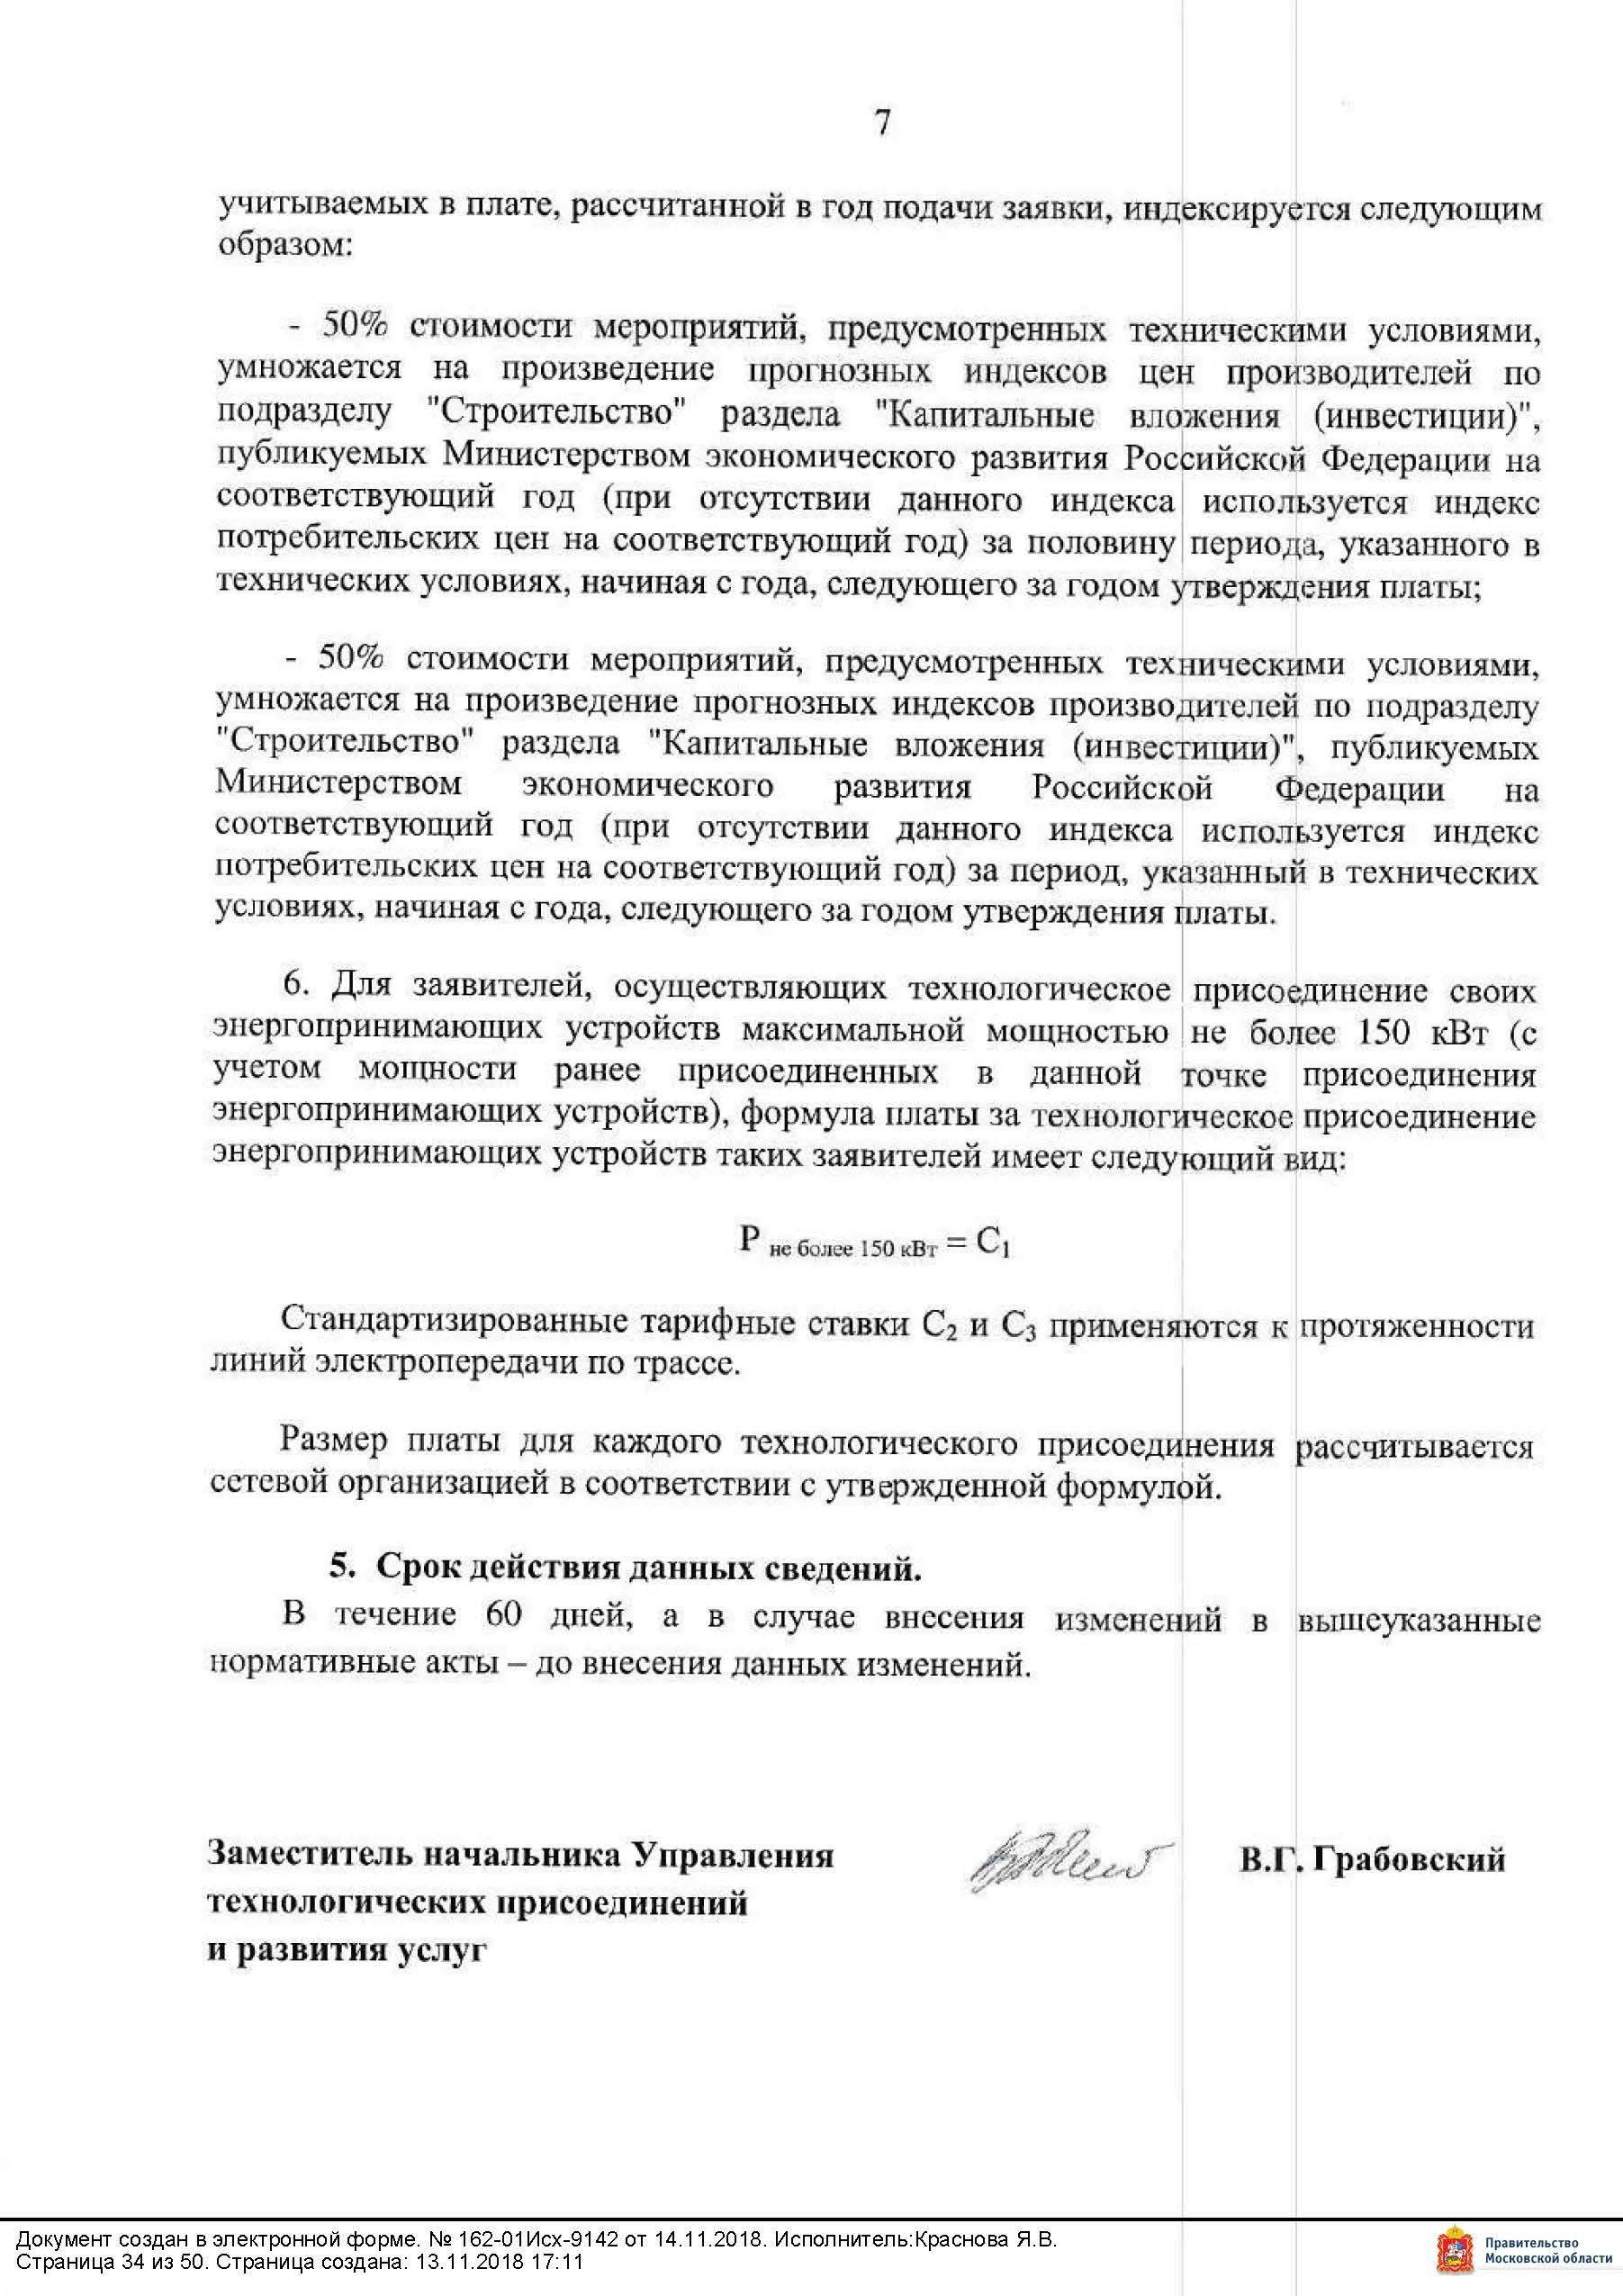 7
учитываемых в плате, рассчитанной в год подачи заявки, индексируется следующим
образом:
- 50% стоимости мероприятий, предусмотренных техническими условиями,
умножается на произведение прогнозных индексов цен производителей по
подразделу "Строительство" раздела "Капитальные вложения (инвестиции)",
публикуемых Министерством экономического развития Российской Федерации на
соответствующий год (при отсутствии данного индекса используется индекс
потребительских цен на соответствующий год) за половину периода, указанного в
технических условиях, начиная с года, следующего за годом утверждения платы;
- 50% стоимости мероприятий, предусмотренных техническими условиями,
умножается на произведение прогнозных индексов производителей по подразделу
"Строительство" раздела "Капитальные вложения (инвестиции)", публикуемых
Министерством экономического развития Российской Федерации на
соответствующий год (при отсутствии данного индекса используется индекс
потребительских цен на соответствующий год) за период, указанный в технических
условиях, начиная с года, следующего за годом утверждения платы.
6. Для заявителей, осуществляющих технологическое присоединение своих
энергопринимающих устройств максимальной мощностью не более 150 кВт (с
учетом мощности ранее присоединенных в данной точке присоединения
энергопринимающих устройств), формула платы за технологическое присоединение
энергопринимающих устройств таких заявителей имеет следующий вид:
Р не более 150 кВт = С1
Стандартизированные тарифные ставки С2 и С3 применяются к протяженности
линий электропередачи по трассе.
Размер платы для каждого технологического присоединения рассчитывается
сетевой организацией в соответствии с утвержденной формулой.
5. Срок действия данных сведений.
В течение 60 дней, а в случае внесения изменений в вышеуказанные
нормативные акты – до внесения данных изменений.
Заместитель начальника Управления В.Г. Грабовский
технологических присоединений
и развития услуг
Документ создан в электронной форме. № 162-01Исх-9142 от 14.11.2018. Исполнитель:Краснова Я.В.
Страница 34 из 50. Страница создана: 13.11.2018 17:11
Правительство
Московской области